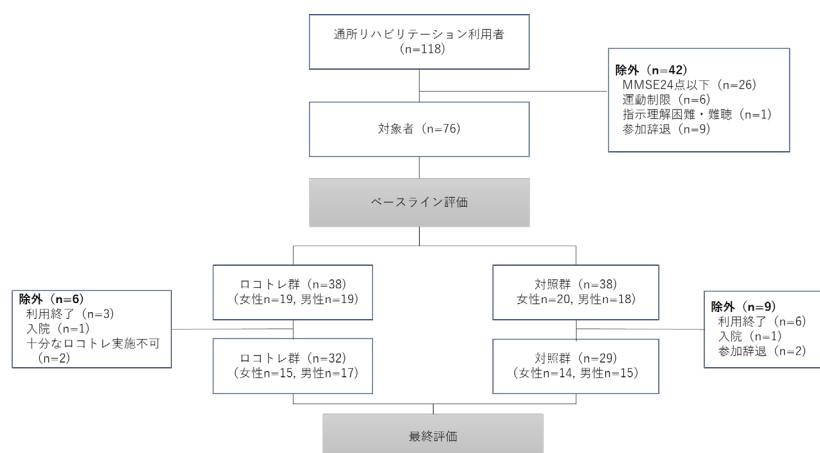 通所リハビリテーション利用者
(n=118)
除外（n=42）
MMSE24点以下（n=26）
運動制限（n=6）
指示理解困難・難聴（n=1）
参加辞退（n=9）
対象者（n=76）
ベースライン評価
ロコトレ群（n=38）
(女性n=19, 男性n=19)
対照群（n=38）
女性n=20, 男性n=18)
除外（n=6）
利用終了（n=3）
入院（n=1）
十分なロコトレ実施不可
（n=2）
除外（n=9）
利用終了（n=6）
入院（n=1）
参加辞退（n=2）
ロコトレ群（n=32）
(女性n=15, 男性n=17)
対照群（n=29）
(女性n=14, 男性n=15)
最終評価